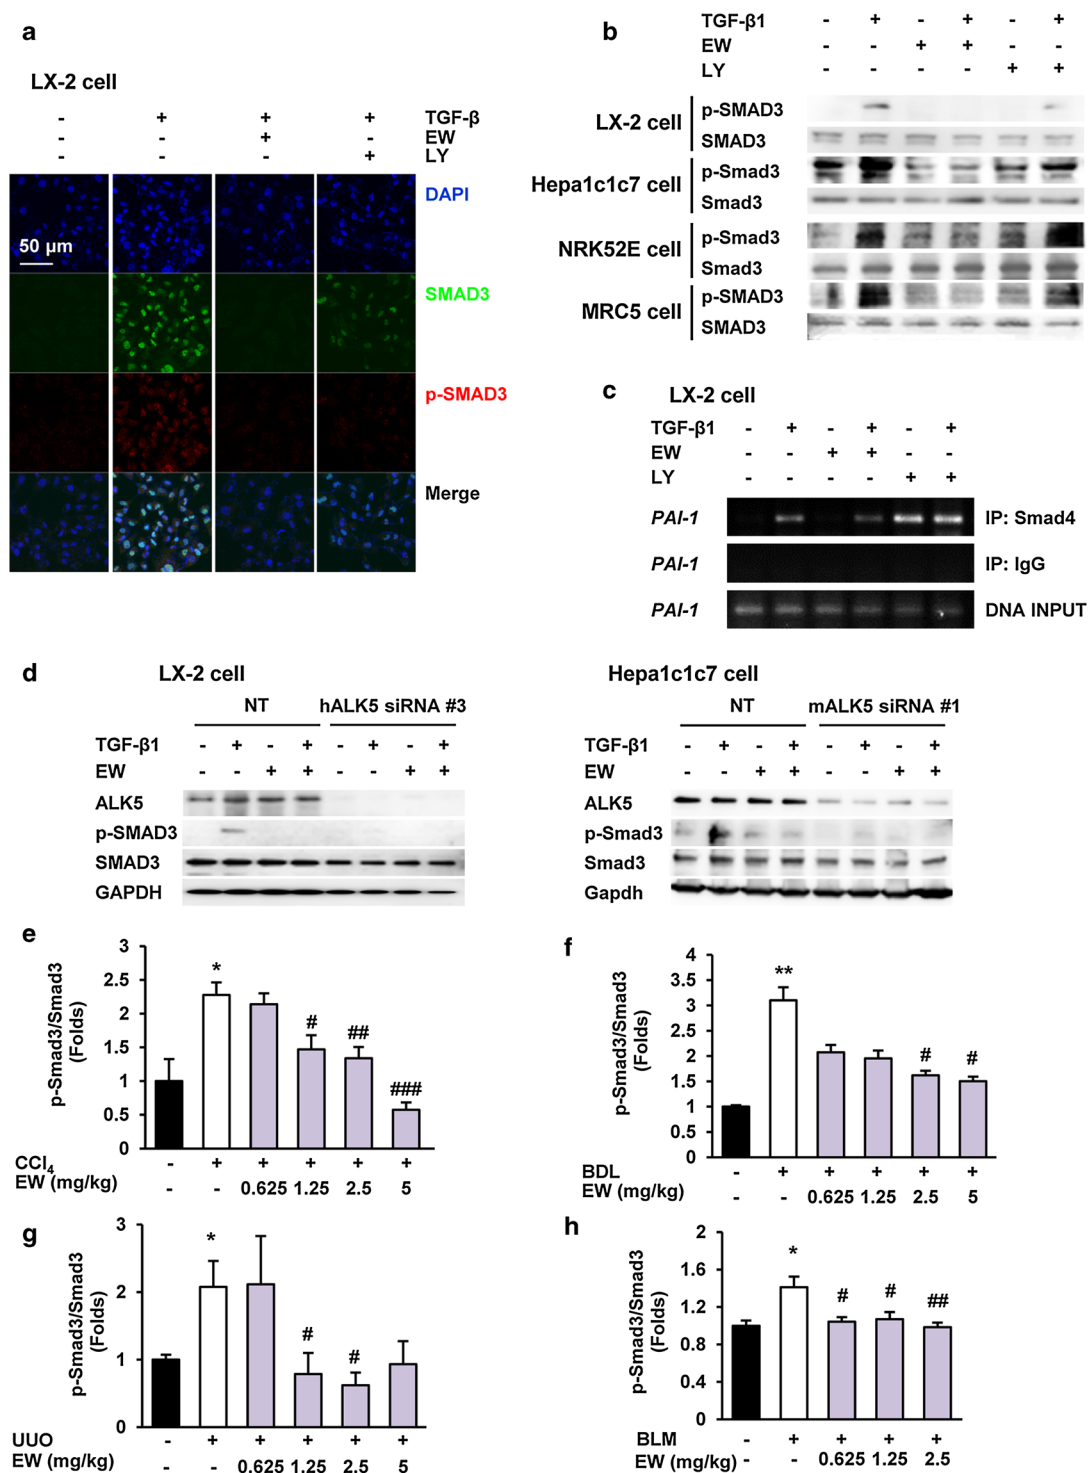 a
LX-2 cell
- + + + TGF-β
- - + - EW
- - - + LY
DAPI
50 μm
SMAD3
p-SMAD3
Merge
b
TGF-β1 - + - + - +
EW - - + + - -
LY - - - - + +
LX-2 cell
p-SMAD3
SMAD3
Hepa1c1c7 cell
p-Smad3
Smad3
NRK52E cell
p-Smad3
Smad3
MRC5 cell
p-SMAD3
SMAD3
c
LX-2 cell
TGF-β1 - + - + - +
EW - - + + - -
LY - - - - + +
PAI-1 IP: Smad4
PAI-1 IP: IgG
PAI-1 DNA INPUT
d
LX-2 cell
NT hALK5 siRNA #3
TGF-β1 - + - + - + - +
EW - - + + - - + +
ALK5
p-SMAD3
SMAD3
GAPDH
Hepa1c1c7 cell
NT mALK5 siRNA #1
TGF-β1 - + - + - + - +
EW - - + + - - + +
ALK5
p-Smad3
Smad3
Gapdh
e
p-Smad3/Smad3
(Folds)
3
2.5
2
1.5
1
0.5
0
* # ## ###
CCl4 - + + + + +
EW (mg/kg) - - 0.625 1.25 2.5 5
f
p-Smad3/Smad3
(Folds)
4
3.5
3
2.5
2
1.5
1
0.5
0
** # #
BDL - + + + + +
EW (mg/kg) - - 0.625 1.25 2.5 5
g
p-Smad3/Smad3
(Folds)
3
2
1
0
* # #
UUO - + + + + +
EW (mg/kg) - - 0.625 1.25 2.5 5
h
p-Smad3/Smad3
(Folds)
2
1.6
1.2
0.8
0.4
0
* # # ##
BLM - + + + +
EW (mg/kg) - - 0.625 1.25 2.5